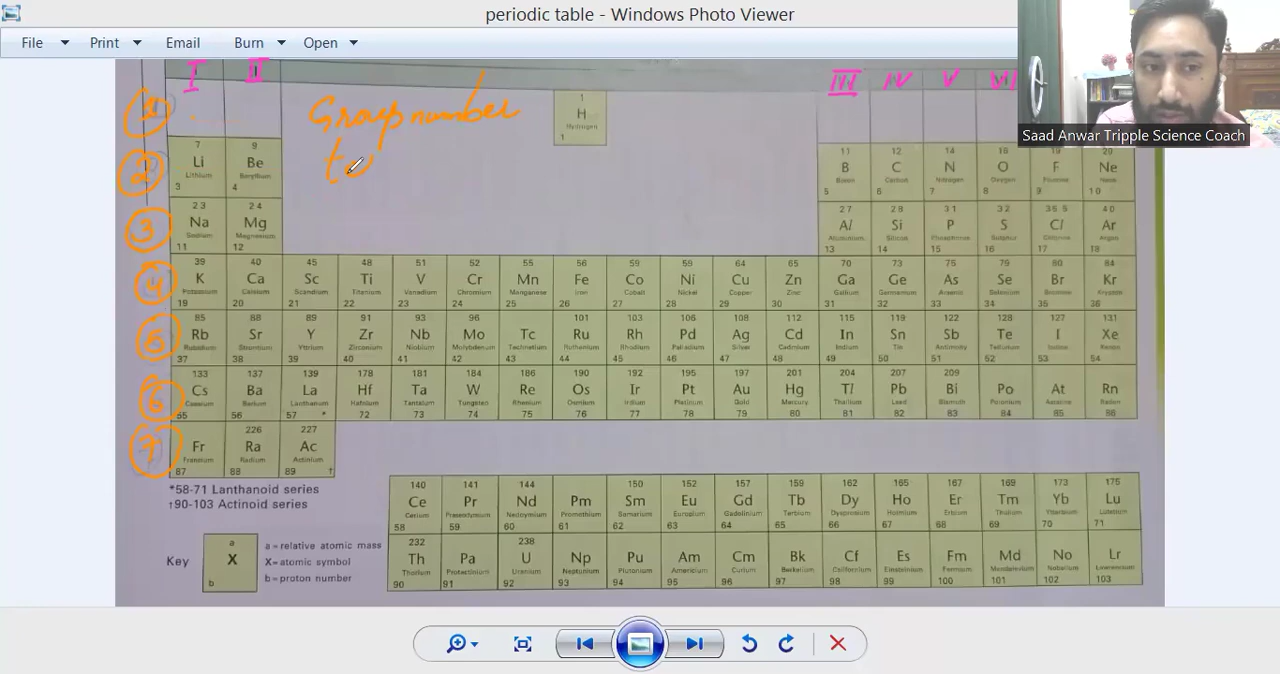 periodic table - Windows Photo Viewer
File Print Email Burn Open
I II III IV V
Saad Anwar Tripple Science Coach
1 Group number 1
H
Hydrogen
1
2 te
7 9 11 12 14 16 19 20
Li Be B C N O F Ne
Lithium Beryllium Boron Carbon Nitrogen Oxygen Fluorine Neon
3 4 5 6 7 8 9 10
3
23 24 27 28 31 32 35 5 40
Na Mg Al Si P S Cl Ar
Sodium Magnesium Aluminium Silicon Phosphorus Sulphur Chlorine Argon
11 12 13 14 15 16 17 18
4
39 40 45 48 51 52 55 56 59 59 64 65 70 73 75 79 80 84
K Ca Sc Ti V Cr Mn Fe Co Ni Cu Zn Ga Ge As Se Br Kr
Potassium Calcium Scandium Titanium Vanadium Chromium Manganese Iron Cobalt Nickel Copper Zinc Gallium Germanium Arsenic Selenium Bromine Krypton
19 20 21 22 23 24 25 26 27 28 29 30 31 32 33 34 35 36
5
85 88 89 91 93 96 101 103 106 108 112 115 119 122 128 127 131
Rb Sr Y Zr Nb Mo Tc Ru Rh Pd Ag Cd In Sn Sb Te I Xe
Rubidium Strontium Yttrium Zirconium Niobium Molybdenum Technetium Ruthenium Rhodium Palladium Silver Cadmium Indium Tin Antimony Tellurium Iodine Xenon
37 38 39 40 41 42 43 44 45 46 47 48 49 50 51 52 53 54
6
133 137 139 178 181 184 186 190 192 195 197 201 204 207 209
Cs Ba La Hf Ta W Re Os Ir Pt Au Hg Tl Pb Bi Po At Rn
Caesium Barium Lanthanum Hafnium Tantalum Tungsten Rhenium Osmium Iridium Platinum Gold Mercury Thallium Lead Bismuth Polonium Astatine Radon
55 56 57 * 72 73 74 75 76 77 78 79 80 81 82 83 84 85 86
7
226 227
Fr Ra Ac
Francium Radium Actinium
87 88 89 †
*58-71 Lanthanoid series
†90-103 Actinoid series
140 141 144 150 152 157 159 162 165 167 169 173 175
Ce Pr Nd Pm Sm Eu Gd Tb Dy Ho Er Tm Yb Lu
Cerium Praseodymium Neodymium Promethium Samarium Europium Gadolinium Terbium Dysprosium Holmium Erbium Thulium Ytterbium Lutetium
58 59 60 61 62 63 64 65 66 67 68 69 70 71
232 238
Th Pa U Np Pu Am Cm Bk Cf Es Fm Md No Lr
Thorium Protactinium Uranium Neptunium Plutonium Americium Curium Berkelium Californium Einsteinium Fermium Mendelevium Nobelium Lawrencium
90 91 92 93 94 95 96 97 98 99 100 101 102 103
Key
a
X
b
a = relative atomic mass
X = atomic symbol
b = proton number